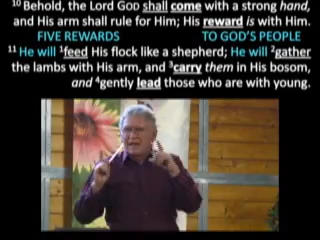 10 Behold, the Lord GOD shall come with a strong hand,
and His arm shall rule for Him; His reward is with Him.
FIVE REWARDS TO GOD'S PEOPLE
11 He will 1feed His flock like a shepherd; He will 2gather
the lambs with His arm, and 3carry them in His bosom,
and 4gently lead those who are with young.